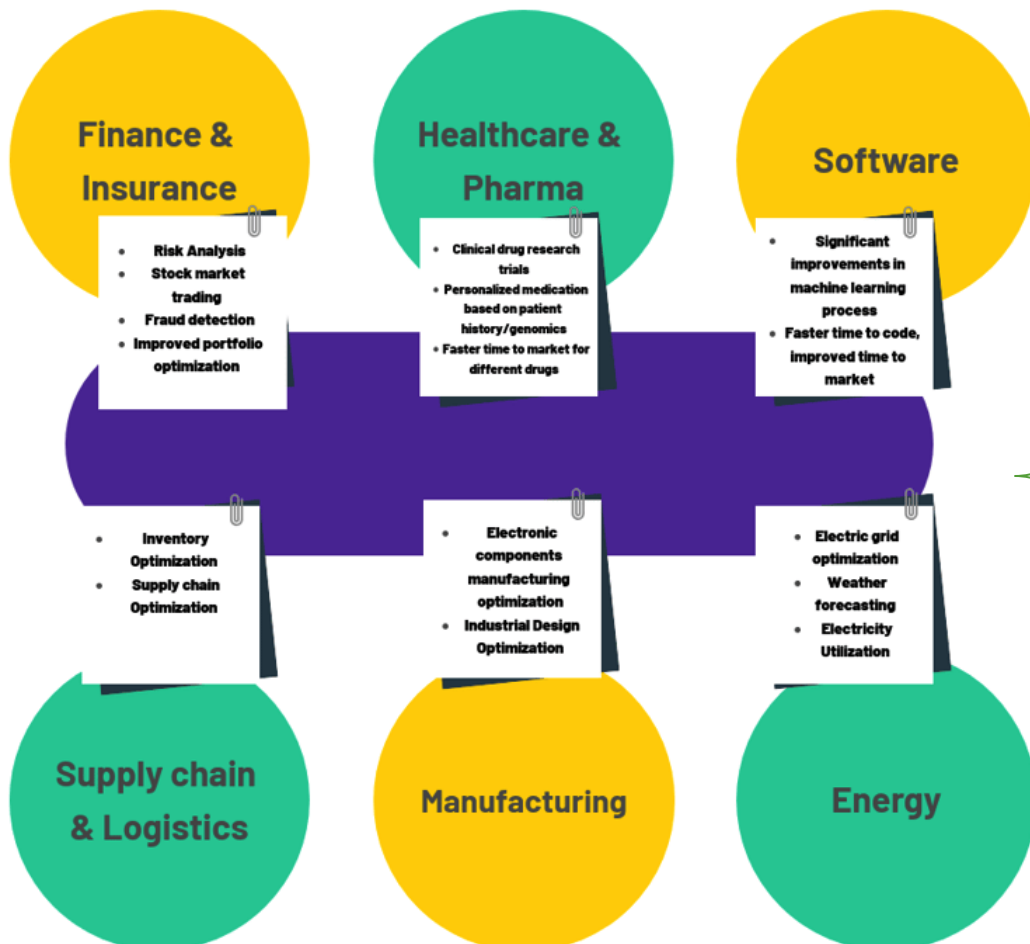 Finance &
Insurance
• Risk Analysis
• Stock market
trading
• Fraud detection
• Improved portfolio
optimization
Healthcare &
Pharma
• Clinical drug research
trials
• Personalized medication
based on patient
history/genomics
• Faster time to market for
different drugs
Software
• Significant
improvements in
machine learning
process
• Faster time to code,
improved time to
market
• Inventory
Optimization
• Supply chain
Optimization
Supply chain
& Logistics
• Electronic
components
manufacturing
optimization
• Industrial Design
Optimization
Manufacturing
• Electric grid
optimization
• Weather
forecasting
• Electricity
Utilization
Energy